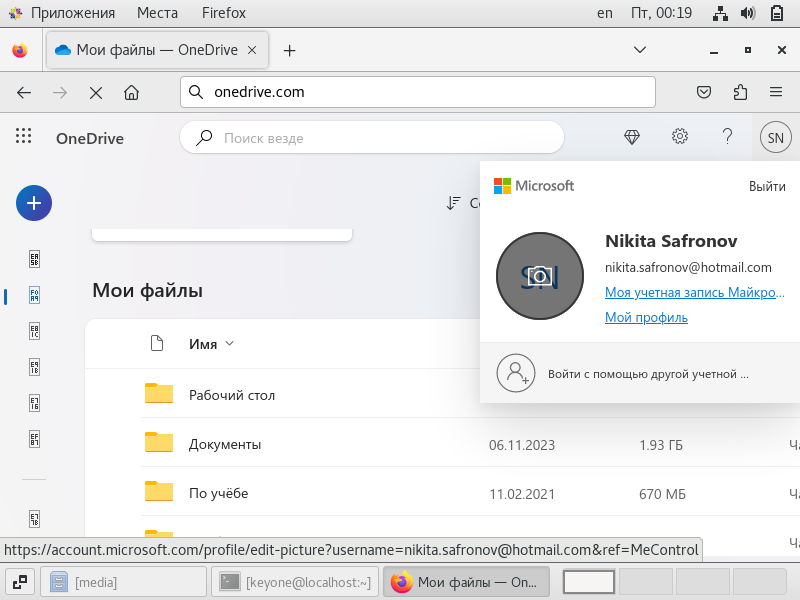 Приложения Места Firefox en Пт, 00:19
Мои файлы — OneDrive
onedrive.com
OneDrive Поиск везде ? SN
Microsoft Выйти
Nikita Safronov
nikita.safronov@hotmail.com
Моя учетная запись Майкро...
Мой профиль
SN
Войти с помощью другой учетной ...
Мои файлы
Имя
Рабочий стол
Документы 06.11.2023 1.93 ГБ
По учёбе 11.02.2021 670 МБ
https://account.microsoft.com/profile/edit-picture?username=nikita.safronov@hotmail.com&ref=MeControl
[media] [keyone@localhost:~] Мои файлы — On...